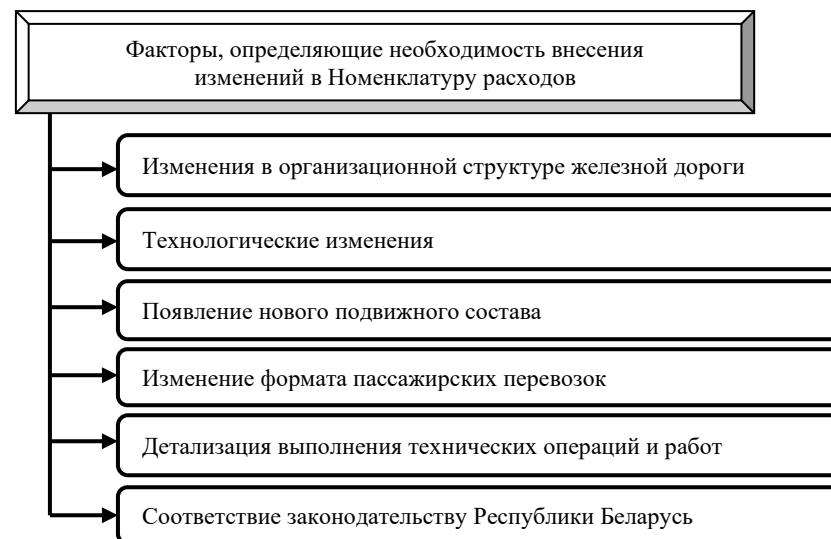 Факторы, определяющие необходимость внесения
изменений в Номенклатуру расходов
Изменения в организационной структуре железной дороги
Технологические изменения
Появление нового подвижного состава
Изменение формата пассажирских перевозок
Детализация выполнения технических операций и работ
Соответствие законодательству Республики Беларусь